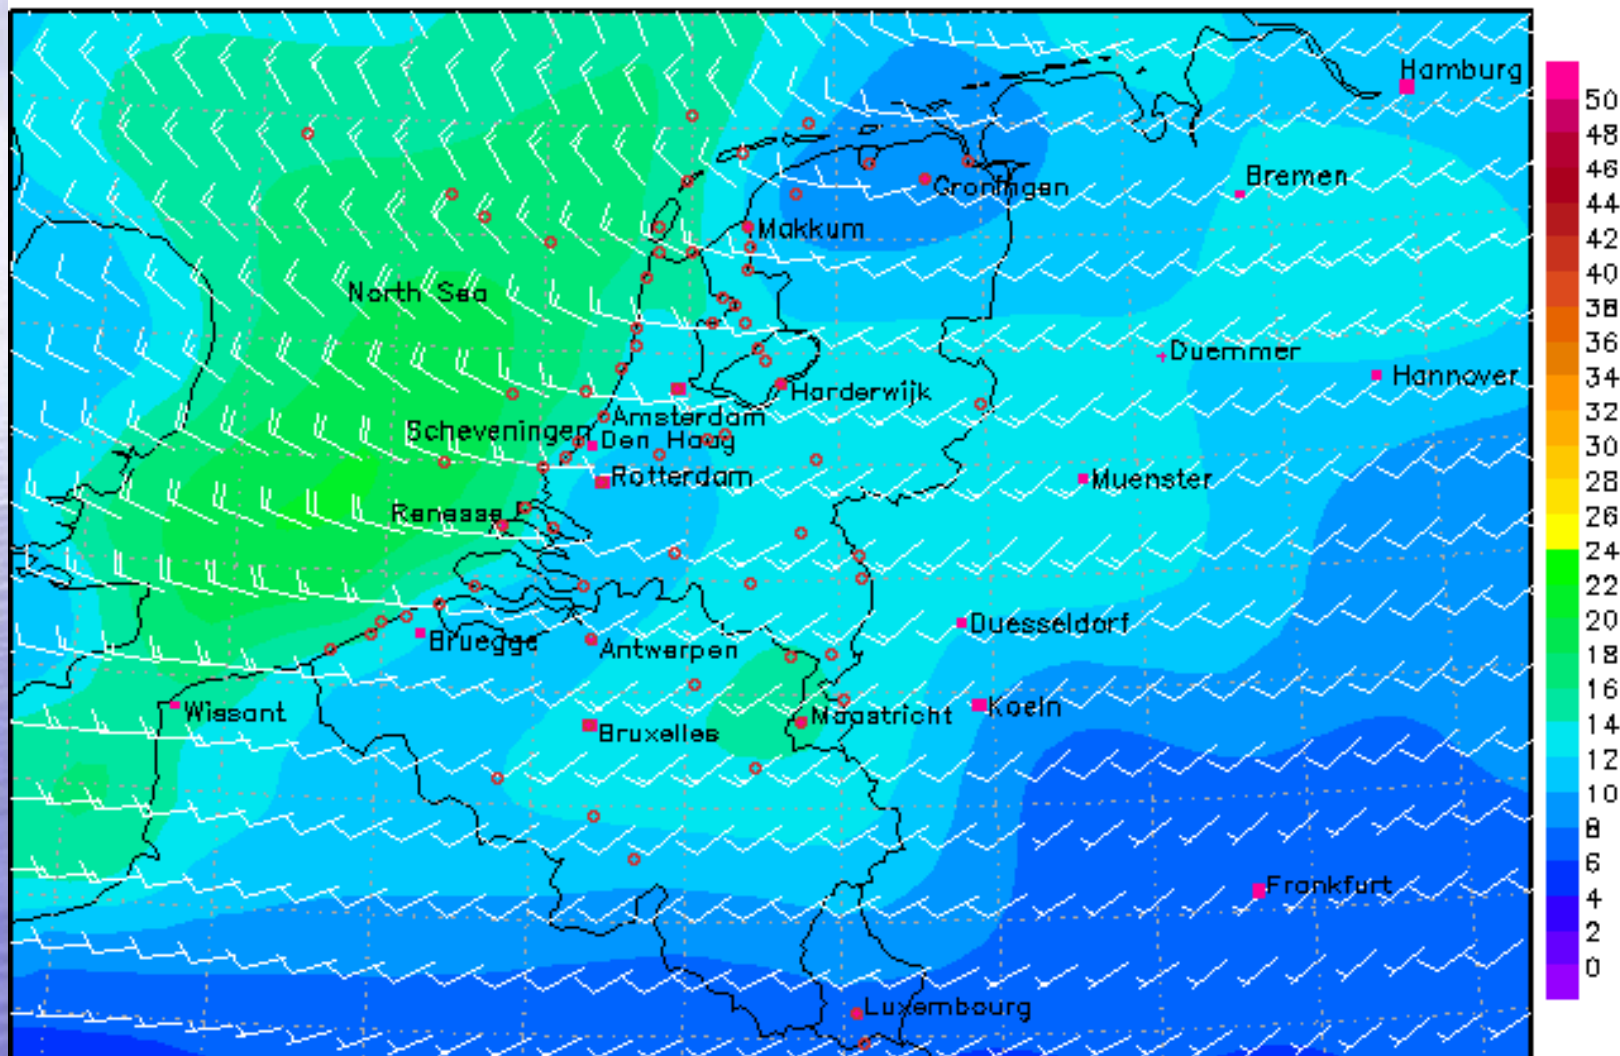 Hamburg
50
48
46
44
42
40
38
36
34
32
30
28
26
24
22
20
18
16
14
12
10
8
6
4
2
0
Groningen
Bremen
Makkum
North Sea
Duemmer
Hannover
Harderwijk
Amsterdam
Scheveningen
Den Haag
Rotterdam
Muenster
Renesse
Duesseldorf
Bruegge
Antwerpen
Wissant
Maastricht
Koeln
Bruxelles
Frankfurt
Luxembourg